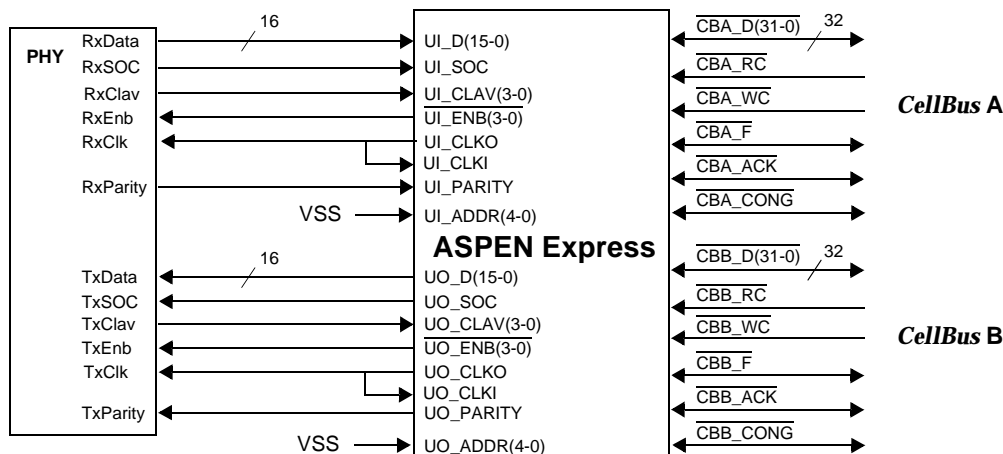 16
32
PHY
RxData
UI_D(15-0)
CBA_D(31-0)
RxSOC
UI_SOC
CBA_RC
RxClav
UI_CLAV(3-0)
CBA_WC
CellBus A
RxEnb
UI_ENB(3-0)
RxClk
UI_CLKO
CBA_F
UI_CLKI
CBA_ACK
RxParity
UI_PARITY
VSS
UI_ADDR(4-0)
CBA_CONG
ASPEN Express
16
32
TxData
UO_D(15-0)
CBB_D(31-0)
TxSOC
UO_SOC
CBB_RC
TxClav
UO_CLAV(3-0)
CBB_WC
CellBus B
TxEnb
UO_ENB(3-0)
TxClk
UO_CLKO
CBB_F
UO_CLKI
CBB_ACK
TxParity
UO_PARITY
VSS
UO_ADDR(4-0)
CBB_CONG